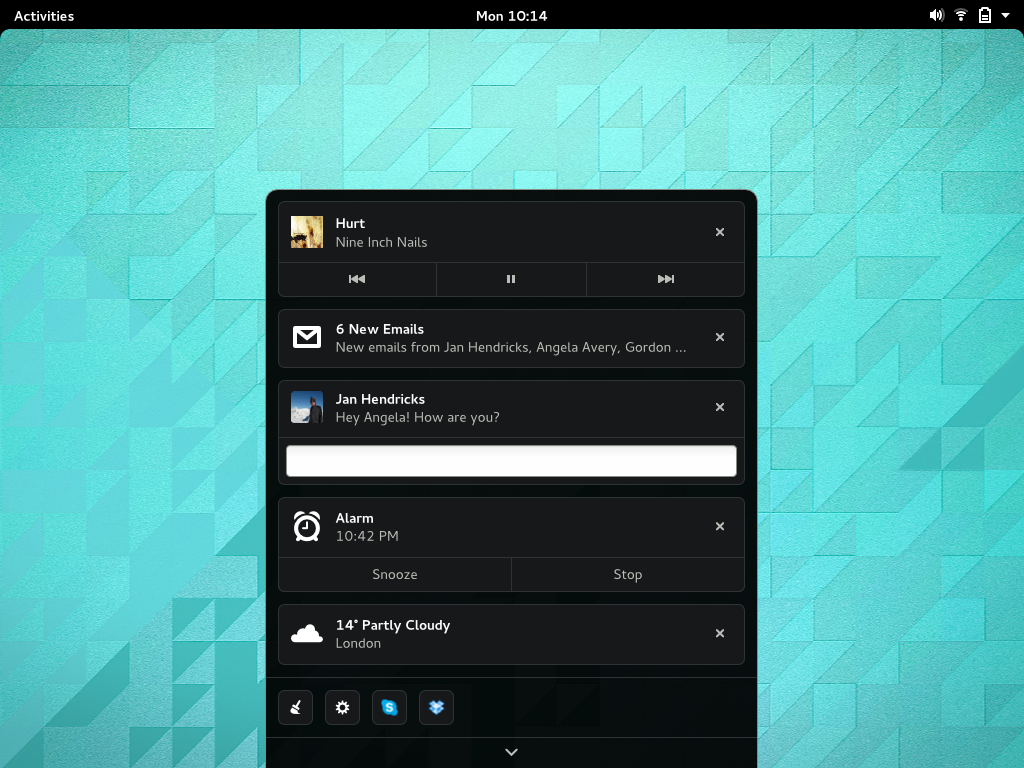 Activities
Mon 10:14
Hurt
Nine Inch Nails
6 New Emails
New emails from Jan Hendricks, Angela Avery, Gordon ...
Jan Hendricks
Hey Angela! How are you?
Alarm
10:42 PM
Snooze
Stop
14° Partly Cloudy
London